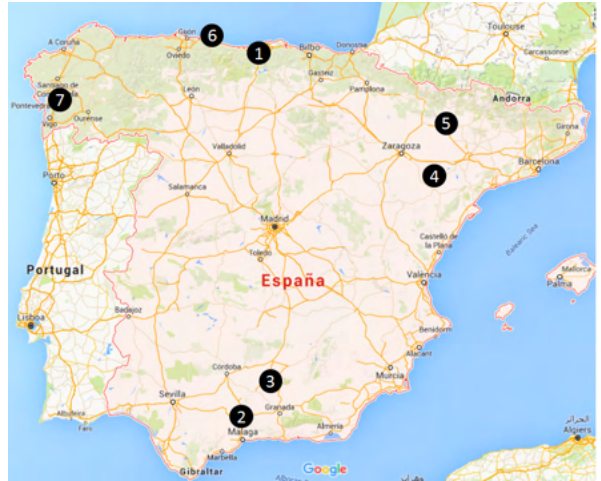 Toulouse
Gijón
6
A Coruña
1
Bilbo
Donostia
Carcassonne
Oviedo
Gasteiz
Santiago de
Compostela
Pamplona
7
León
Andorra
Pontevedra
Ourense
Vigo
5
Girona
Valladolid
Zaragoza
Barcelona
Porto
4
Salamanca
Madrid
Castelló de
la Plana
Balearic Sea
Toledo
Mallorca
Portugal
España
València
Palma
Lisboa
Badajoz
Benidorm
Alacant
Córdoba
3
Murcia
Sevilla
2
Granada
Albufeira
Faro
Málaga
Almería
الجزائر
Algiers
Marbella
Gibraltar
Google